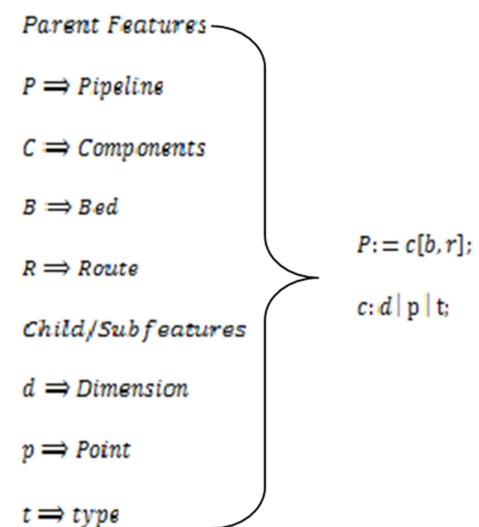 Parent Features
P ⟹ Pipeline
C ⟹ Components
B ⟹ Bed
R ⟹ Route
Child/Subfeatures
d ⟹ Dimension
p ⟹ Point
t ⟹ type
P:= c[b,r];
c:d|p|t;